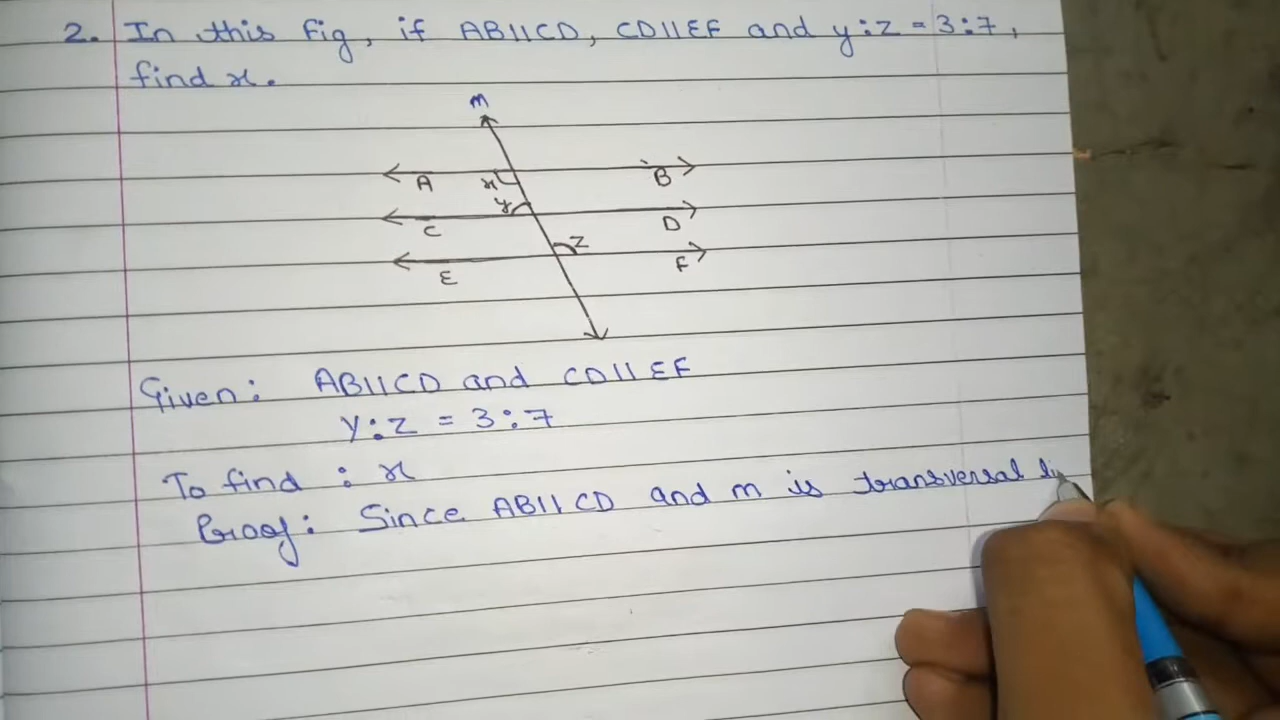 2. In this fig, if AB||CD, CD||EF and y:z = 3:7,
find x.
m
A
B
x
y
C
D
z
E
F
Given: AB||CD and CD||EF
y:z = 3:7
To find : x
Proof: Since AB||CD and m is transversal